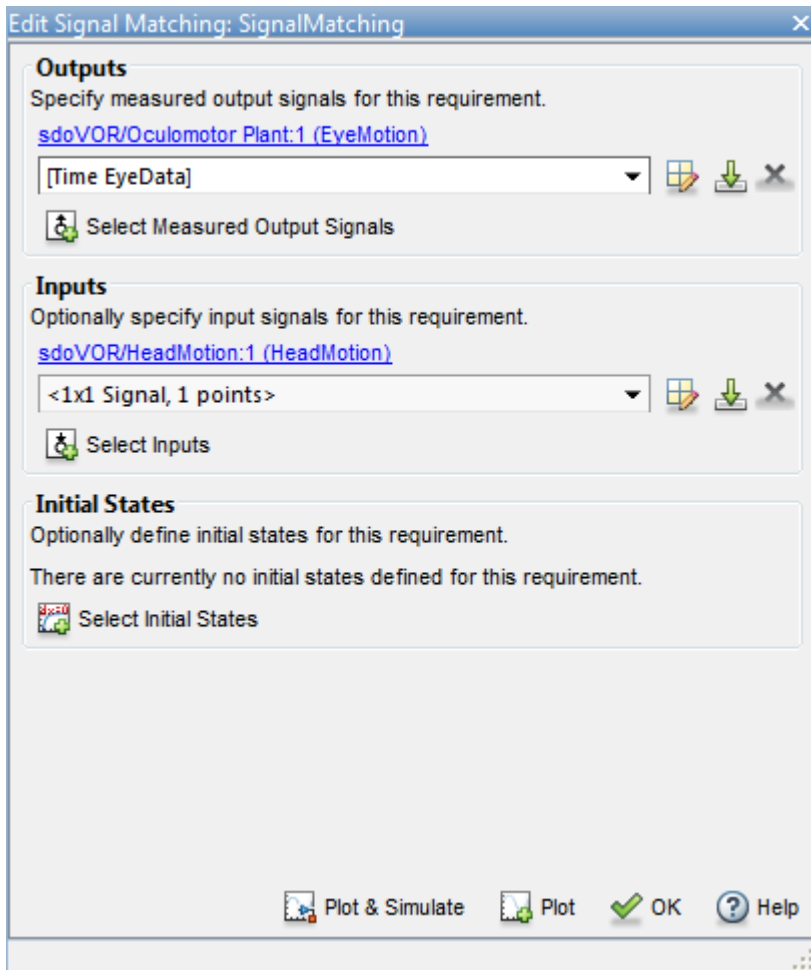 Edit Signal Matching: SignalMatching
Outputs
Specify measured output signals for this requirement.
sdoVOR/Oculomotor Plant:1 (EyeMotion)
[Time EyeData]
Select Measured Output Signals
Inputs
Optionally specify input signals for this requirement.
sdoVOR/HeadMotion:1 (HeadMotion)
<1x1 Signal, 1 points>
Select Inputs
Initial States
Optionally define initial states for this requirement.
There are currently no initial states defined for this requirement.
Select Initial States
Plot & Simulate Plot OK Help